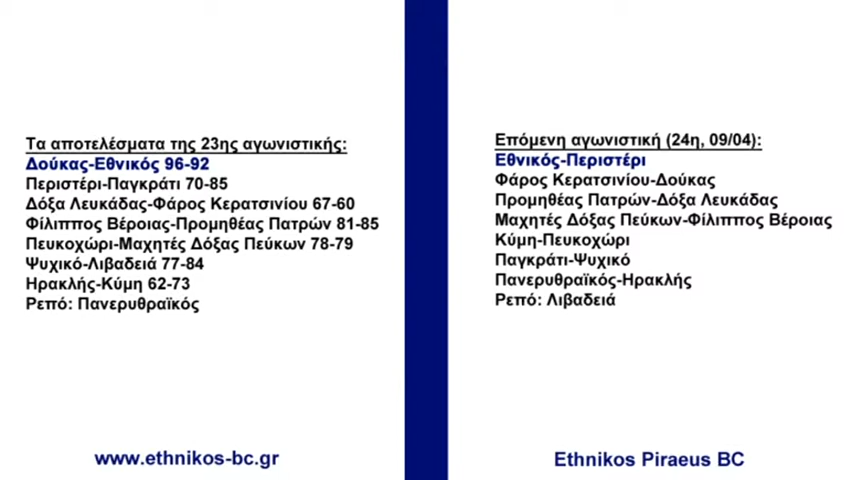 Τα αποτελέσματα της 23ης αγωνιστικής:
Δούκας-Εθνικός 96-92
Περιστέρι-Παγκράτι 70-85
Δόξα Λευκάδας-Φάρος Κερατσινίου 67-60
Φίλιππος Βέροιας-Προμηθέας Πατρών 81-85
Πευκοχώρι-Μαχητές Δόξας Πεύκων 78-79
Ψυχικό-Λιβαδειά 77-84
Ηρακλής-Κύμη 62-73
Ρεπό: Πανερυθραϊκός
www.ethnikos-bc.gr
Επόμενη αγωνιστική (24η, 09/04):
Εθνικός-Περιστέρι
Φάρος Κερατσινίου-Δούκας
Προμηθέας Πατρών-Δόξα Λευκάδας
Μαχητές Δόξας Πεύκων-Φίλιππος Βέροιας
Κύμη-Πευκοχώρι
Παγκράτι-Ψυχικό
Πανερυθραϊκός-Ηρακλής
Ρεπό: Λιβαδειά
Ethnikos Piraeus BC